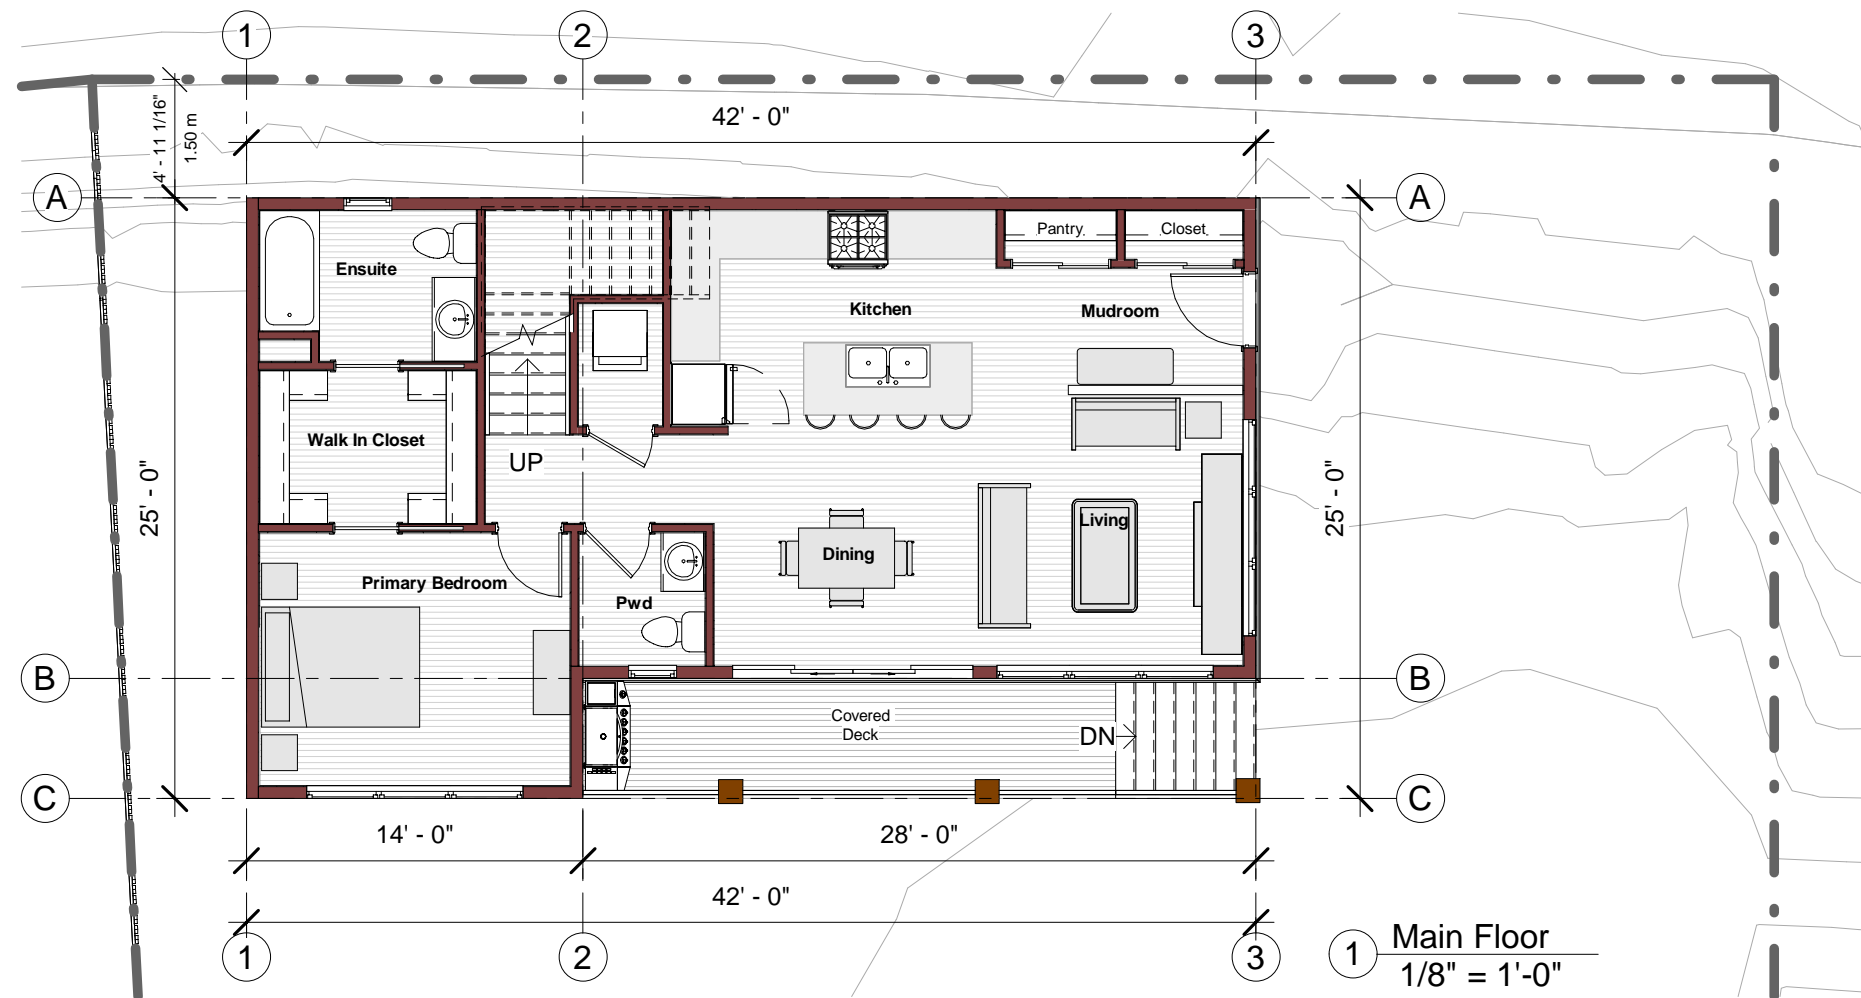 1
2
3
42' - 0"
4' - 11 1/16"
1.50 m
A
A
Pantry
Closet
Ensuite
Kitchen
Mudroom
Walk In Closet
UP
25' - 0"
25' - 0"
Living
Dining
Primary Bedroom
Pwd
B
B
Covered
Deck
DN
C
C
14' - 0"
28' - 0"
42' - 0"
1
2
3
1
Main Floor
1/8" = 1'-0"